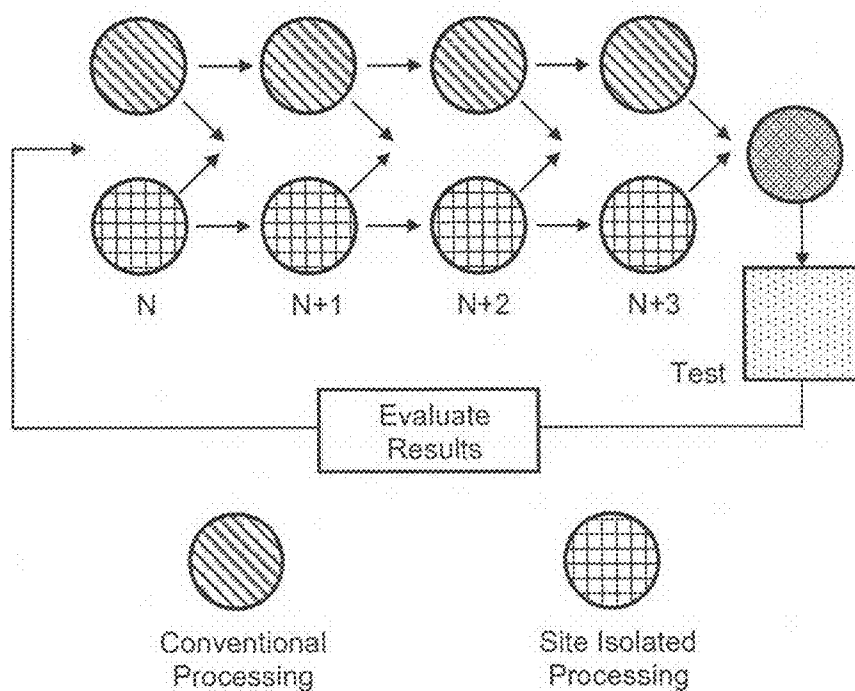 N
N+1
N+2
N+3
Test
Evaluate
Results
Conventional
Processing
Site Isolated
Processing